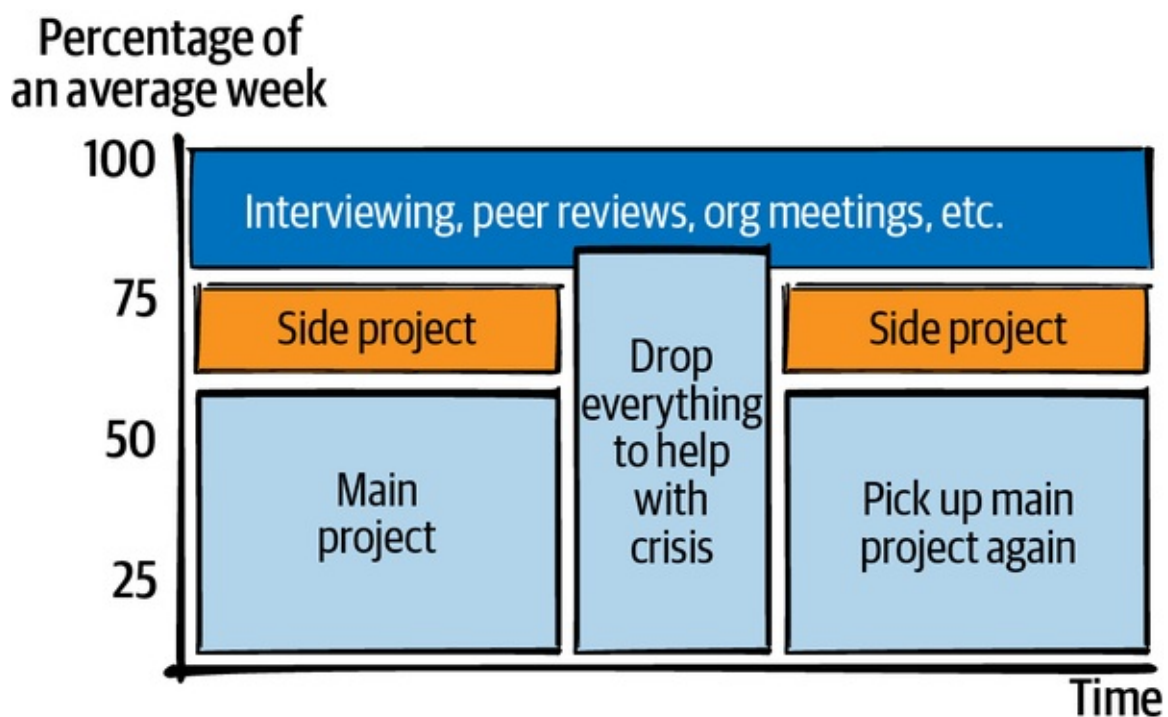 Percentage of
an average week
100
Interviewing, peer reviews, org meetings, etc.
75
Side project
Side project
Drop
everything
to help
with
crisis
50
Main
project
Pick up main
project again
25
Time